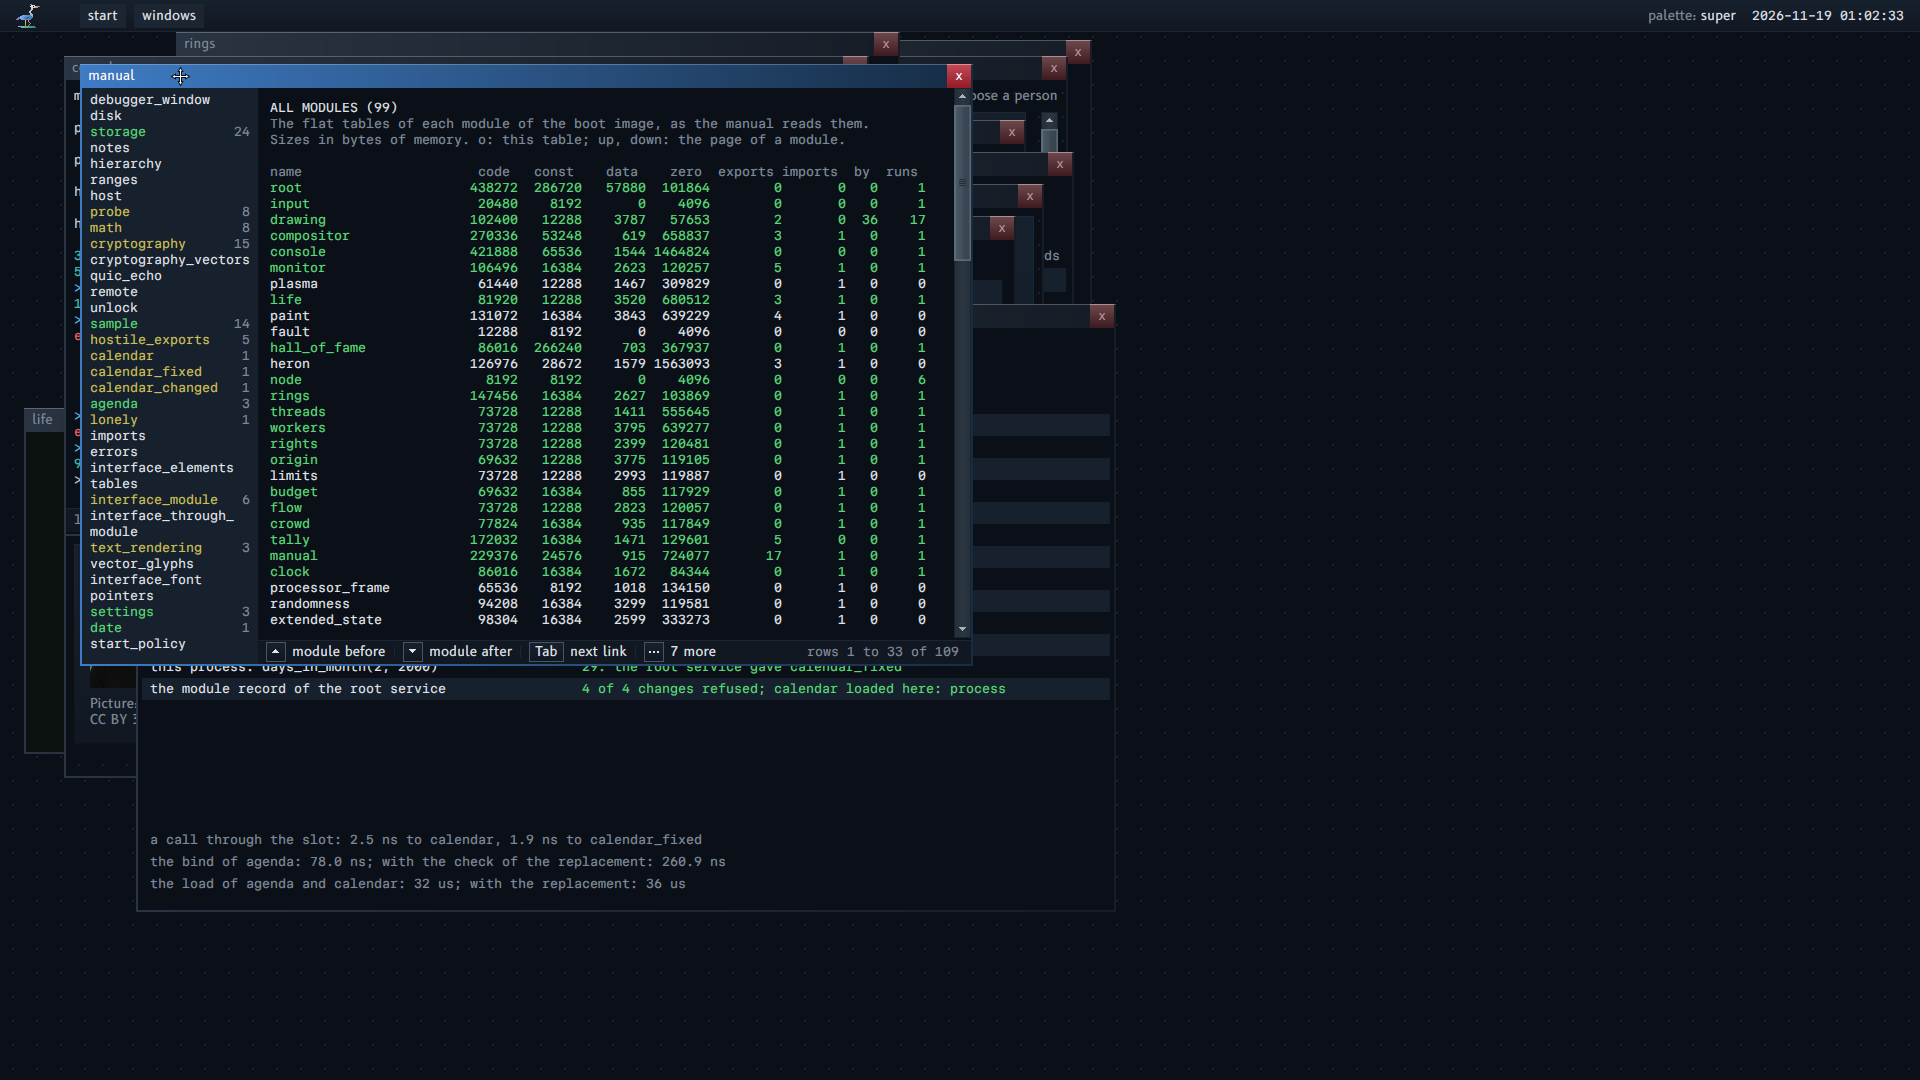 start windows palette: super 2026-11-19 01:02:33
rings x
x
x
manual x
debugger_window
disk
storage 24
notes
hierarchy
ranges
host
probe 8
math 8
cryptography 15
cryptography_vectors
quic_echo
remote
unlock
sample 14
hostile_exports 5
calendar 1
calendar_fixed 1
calendar_changed 1
agenda 3
lonely 1
imports
errors
interface_elements
tables
interface_module 6
interface_through_
module
text_rendering 3
vector_glyphs
interface_font
pointers
settings 3
date 1
start_policy
ALL MODULES (99)
The flat tables of each module of the boot image, as the manual reads them.
Sizes in bytes of memory. o: this table; up, down: the page of a module.
name code const data zero exports imports by runs
root 438272 286720 57880 101864 0 0 0 1
input 20480 8192 0 4096 0 0 0 1
drawing 102400 12288 3787 57653 2 0 36 17
compositor 270336 53248 619 658837 3 1 0 1
console 421888 65536 1544 1464824 0 0 0 1
monitor 106496 16384 2623 120257 5 1 0 1
plasma 61440 12288 1467 309829 0 1 0 0
life 81920 12288 3520 680512 3 1 0 1
paint 131072 16384 3843 639229 4 1 0 0
fault 12288 8192 0 4096 0 0 0 0
hall_of_fame 86016 266240 703 367937 0 1 0 1
heron 126976 28672 1579 1563093 3 1 0 0
node 8192 8192 0 4096 0 0 0 6
rings 147456 16384 2627 103869 0 1 0 1
threads 73728 12288 1411 555645 0 1 0 1
workers 73728 12288 3795 639277 0 1 0 1
rights 73728 12288 2399 120481 0 1 0 1
origin 69632 12288 3775 119105 0 1 0 1
limits 73728 12288 2993 119887 0 1 0 0
budget 69632 16384 855 117929 0 1 0 1
flow 73728 12288 2823 120057 0 1 0 1
crowd 77824 16384 935 117849 0 1 0 1
tally 172032 16384 1471 129601 5 0 0 1
manual 229376 24576 915 724077 17 1 0 1
clock 86016 16384 1672 84344 0 1 0 1
processor_frame 65536 8192 1018 134150 0 1 0 0
randomness 94208 16384 3299 119581 0 1 0 0
extended_state 98304 16384 2599 333273 0 1 0 0
module before module after Tab next link ... 7 more rows 1 to 33 of 109
ose a person
x
x
x
x
ds
x
life
this process: days_in_month(2, 2000) 29: the root service gave calendar_fixed
the module record of the root service 4 of 4 changes refused; calendar loaded here: process
Picture
CC BY
a call through the slot: 2.5 ns to calendar, 1.9 ns to calendar_fixed
the bind of agenda: 78.0 ns; with the check of the replacement: 260.9 ns
the load of agenda and calendar: 32 us; with the replacement: 36 us